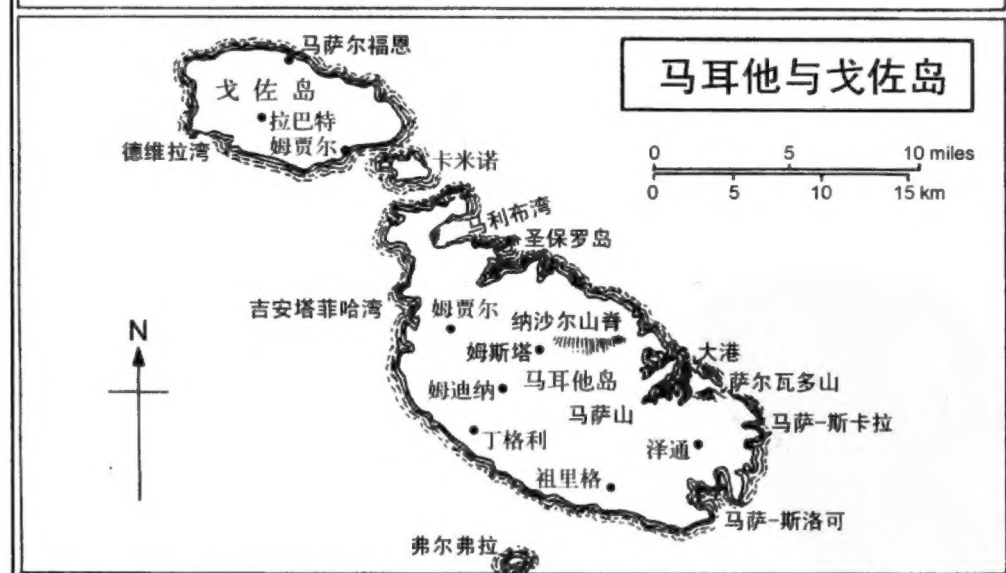 马耳他与戈佐岛
0 5 10 miles
0 5 10 15 km
马萨尔福恩
戈佐岛
拉巴特
姆贾尔
德维拉湾
卡米诺
马利布湾
圣保罗岛
吉安塔菲哈湾
姆贾尔
纳沙尔山脊
姆斯塔
大港
萨尔瓦多山
姆迪纳
马耳他岛
马萨山
马萨-斯卡拉
丁格利
泽通
祖里格
马萨-斯洛可
弗尔弗拉
N